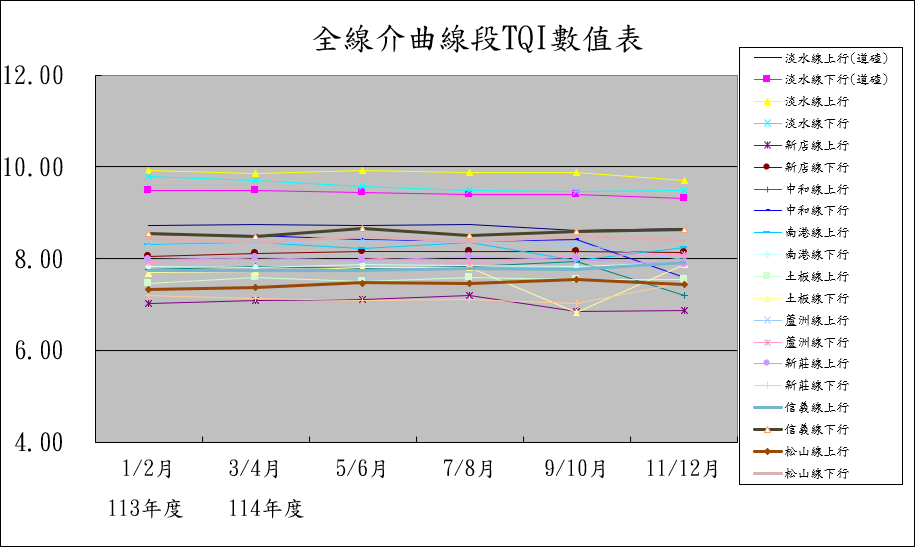 全線介曲線段TQI數值表
12.00
10.00
8.00
6.00
4.00
1/2月 3/4月 5/6月 7/8月 9/10月 11/12月
113年度 114年度
淡水線上行(道碴)
淡水線下行(道碴)
淡水線上行
淡水線下行
新店線上行
新店線下行
中和線上行
中和線下行
南港線上行
南港線下行
土板線上行
土板線下行
蘆洲線上行
蘆洲線下行
新莊線上行
新莊線下行
信義線上行
信義線下行
松山線上行
松山線下行